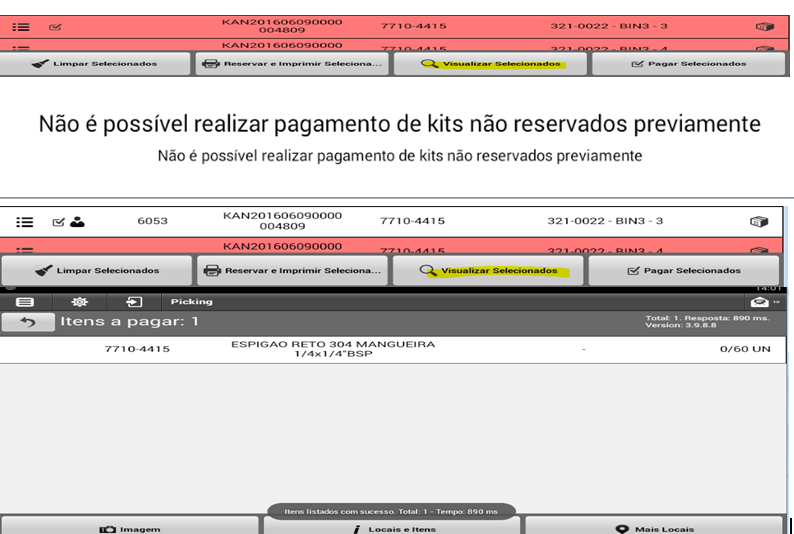 KAN201606090000
004809
7710-4415
321-0022 - BIN3 - 3
KAN201606090000
7710-4415
321-0022 - BIN3 - 4
Limpar Selecionados
Reservar e Imprimir Seleciona...
Visualizar Selecionados
Pagar Selecionados
Não é possível realizar pagamento de kits não reservados previamente
Não é possível realizar pagamento de kits não reservados previamente
6053
KAN201606090000
004809
7710-4415
321-0022 - BIN3 - 3
KAN201606090000
7710-4415
321-0022 - BIN3 - 4
Limpar Selecionados
Reservar e Imprimir Seleciona...
Visualizar Selecionados
Pagar Selecionados
14:01
Picking
Itens a pagar: 1
Total: 1. Resposta: 890 ms.
Version: 3.9.8.8
7710-4415
ESPIGAO RETO 304 MANGUEIRA
1/4x1/4"BSP
-
0/60 UN
Itens listados com sucesso. Total: 1 - Tempo: 890 ms
Imagem
Locais e Itens
Mais Locais